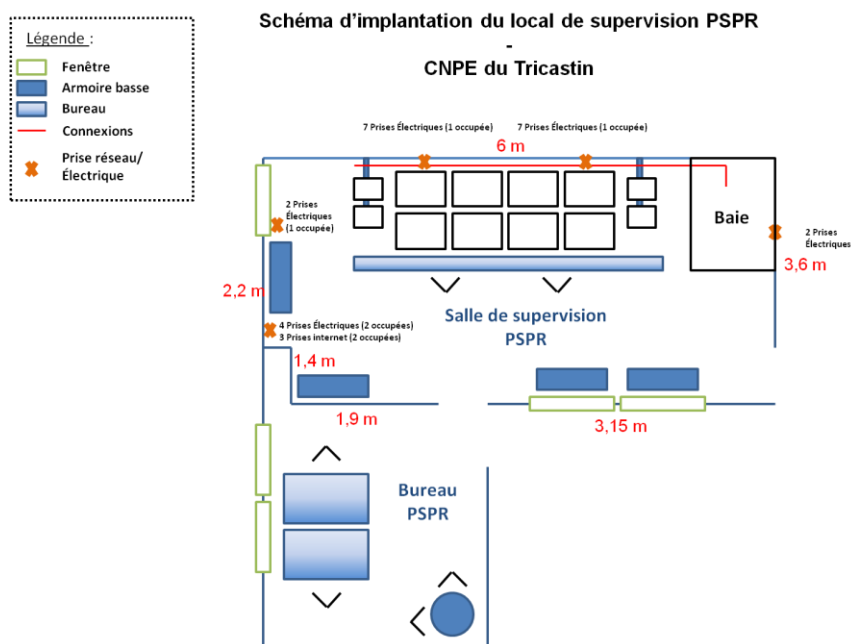 Schéma d’implantation du local de supervision PSPR
-
CNPE du Tricastin
Légende :
Fenêtre
Armoire basse
Bureau
Connexions
Prise réseau/
Électrique
7 Prises Électriques (1 occupée)
7 Prises Électriques (1 occupée)
6 m
2 Prises
Électriques
(1 occupée)
Baie
2 Prises
Électriques
3,6 m
2,2 m
Salle de supervision
PSPR
4 Prises Électriques (2 occupées)
3 Prises internet (2 occupées)
1,4 m
1,9 m
3,15 m
Bureau
PSPR